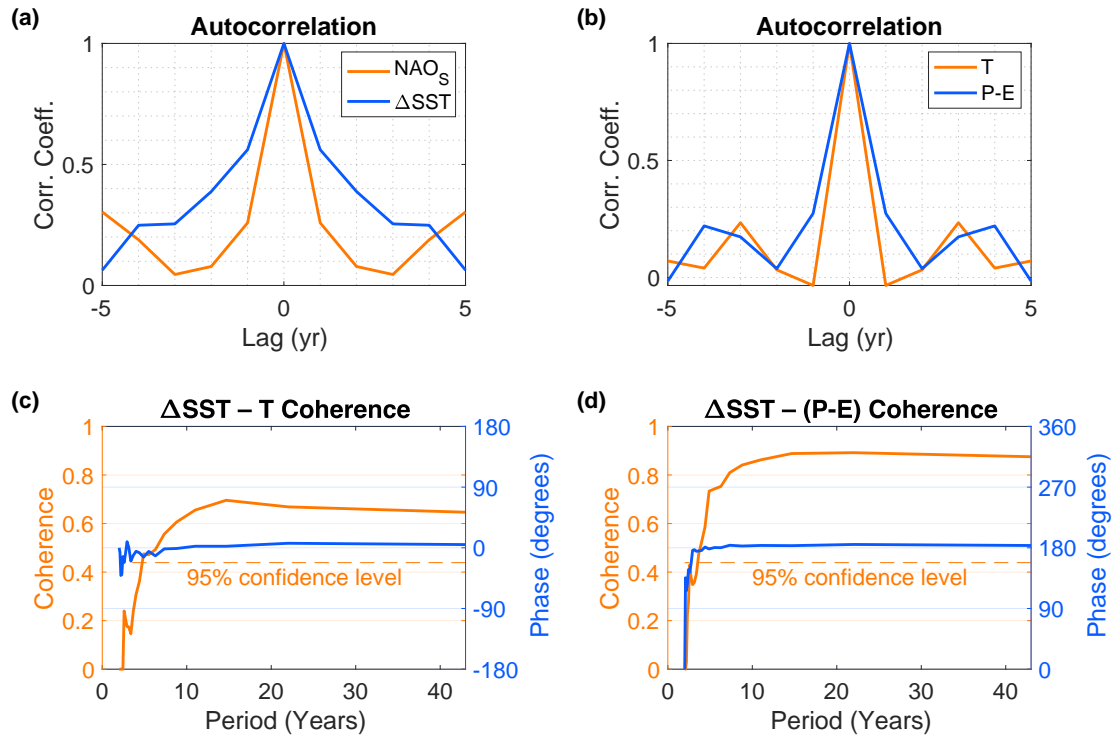 (a)
Autocorrelation
1
0.5
0
Corr. Coeff.
-5
0
5
Lag (yr)
NAO_S
ΔSST
(b)
Autocorrelation
1
0.5
0
Corr. Coeff.
-5
0
5
Lag (yr)
T
P-E
(c)
ΔSST – T Coherence
1
0.8
0.6
0.4
0.2
0
Coherence
180
90
0
-90
-180
Phase (degrees)
95% confidence level
0
10
20
30
40
Period (Years)
(d)
ΔSST – (P-E) Coherence
1
0.8
0.6
0.4
0.2
0
Coherence
360
270
180
90
0
Phase (degrees)
95% confidence level
0
10
20
30
40
Period (Years)